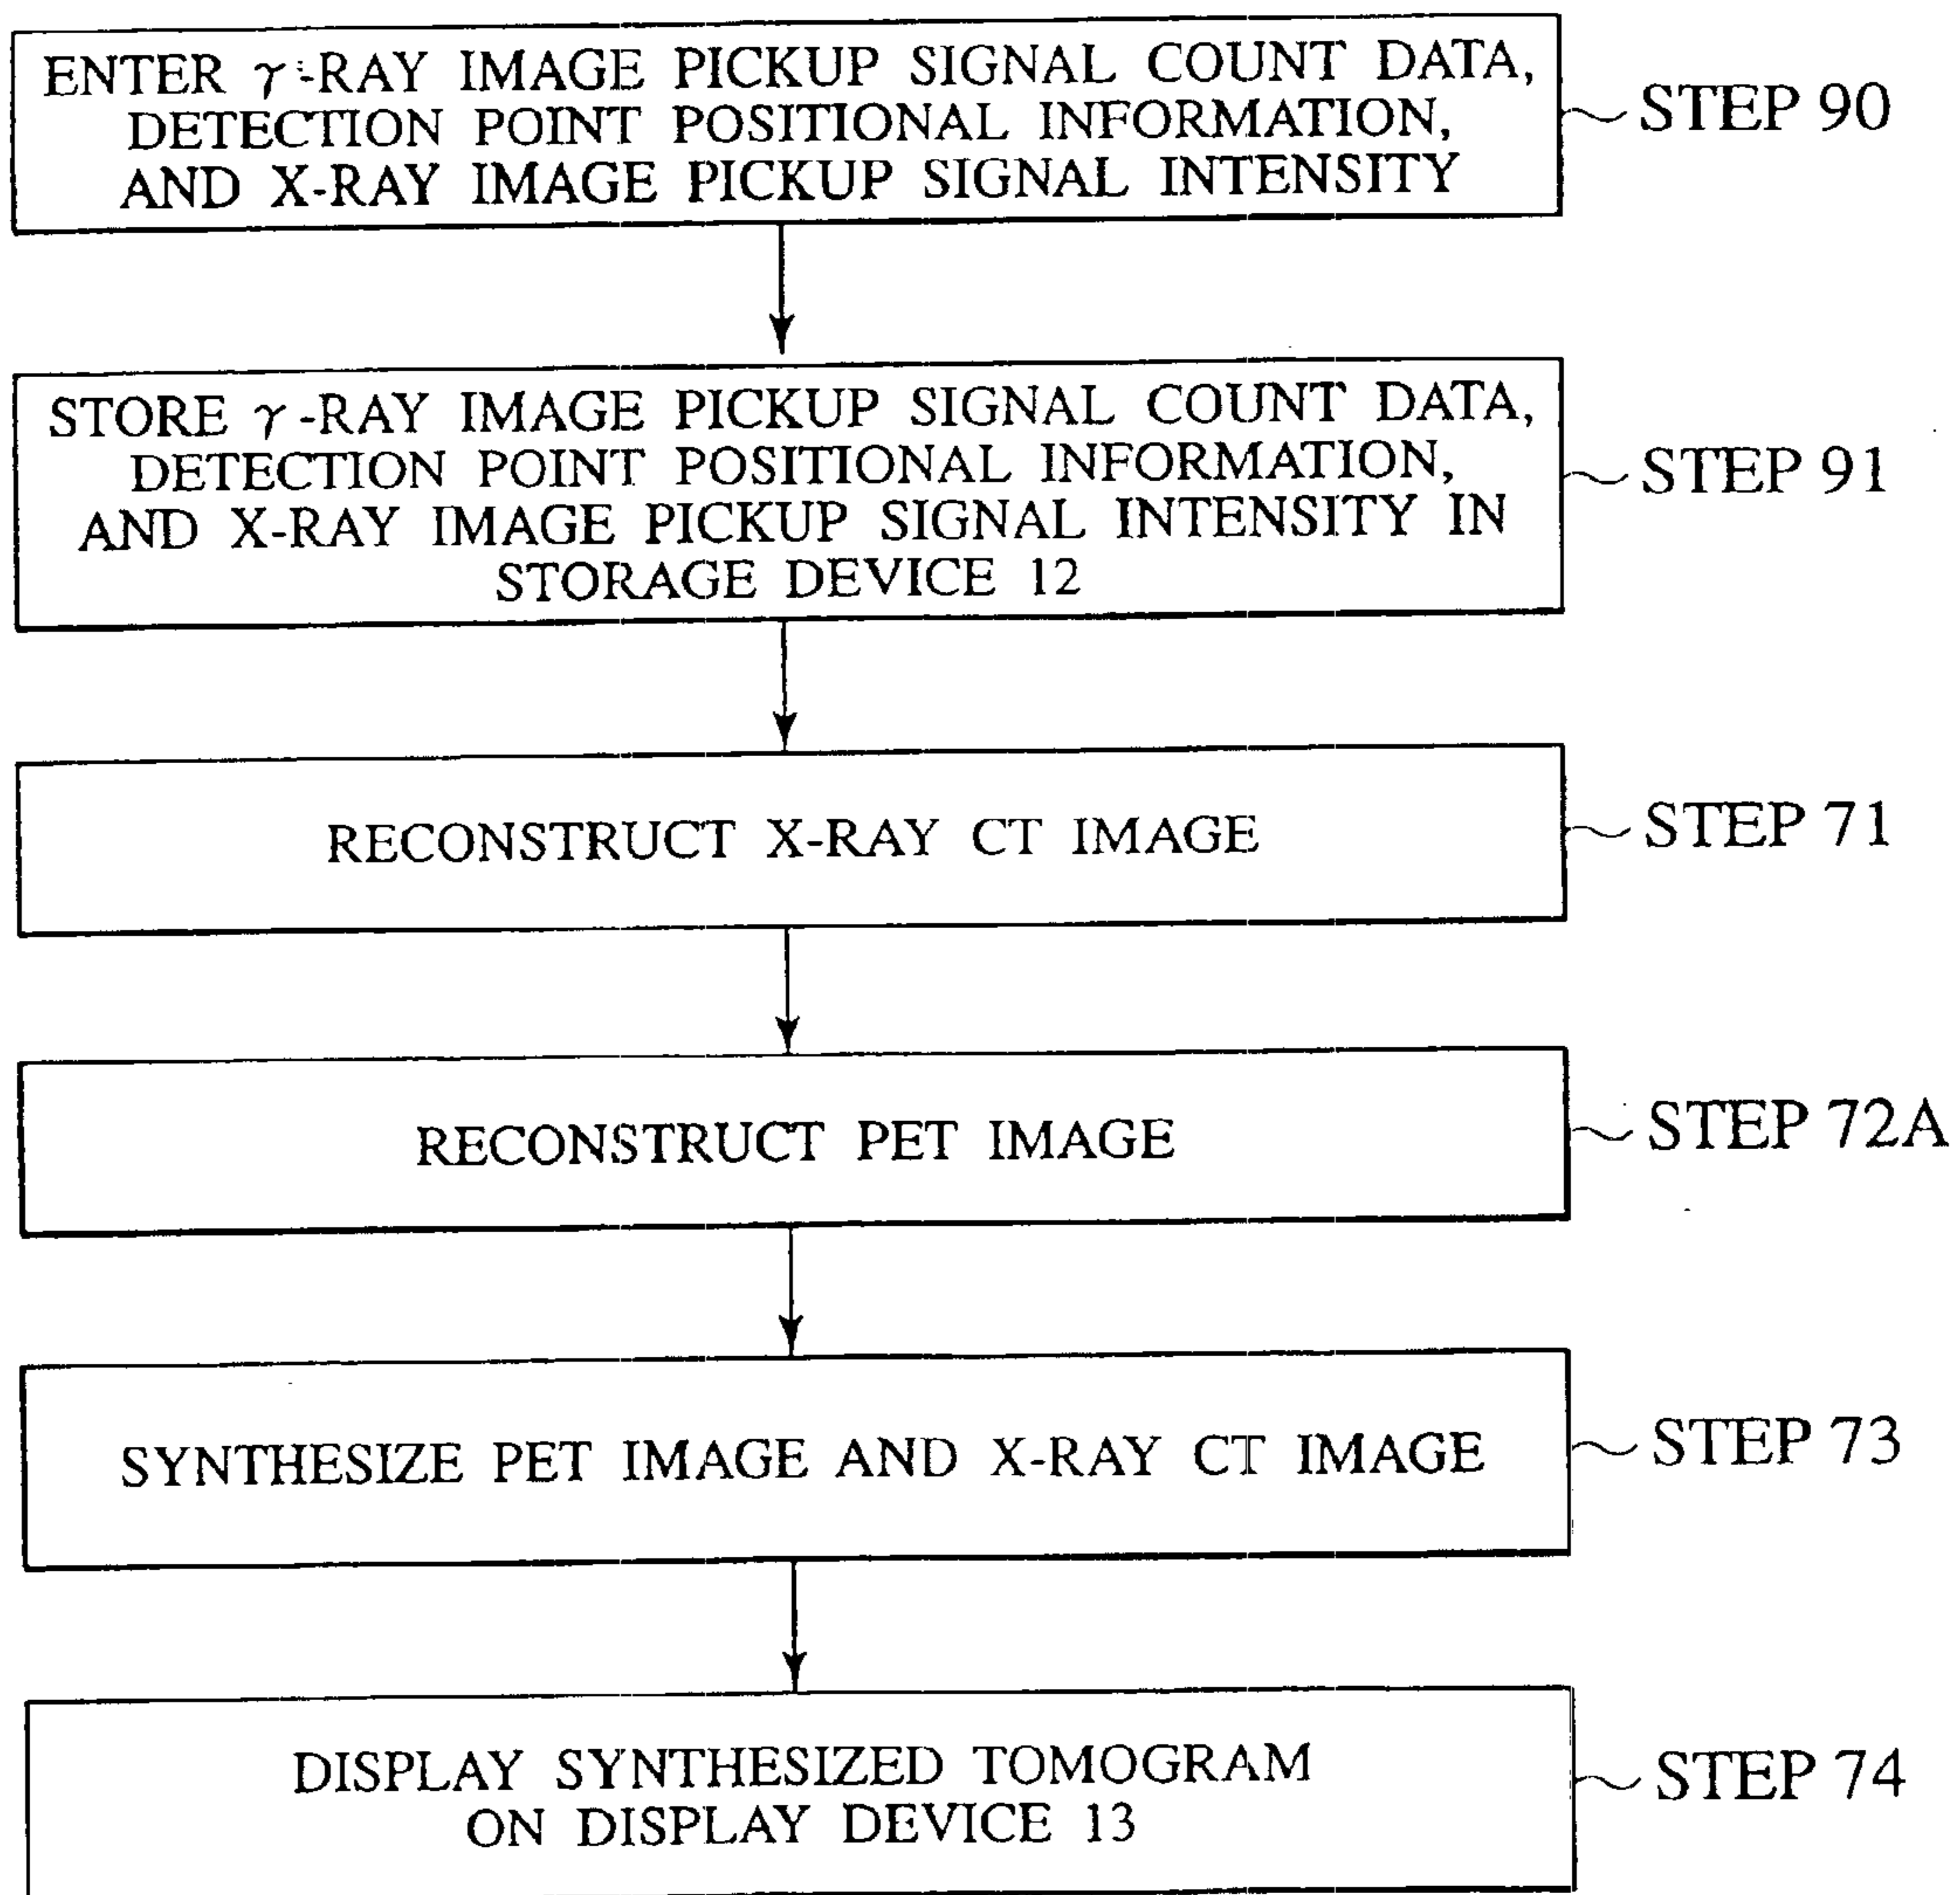 ENTER γ-RAY IMAGE PICKUP SIGNAL COUNT DATA,
DETECTION POINT POSITIONAL INFORMATION,
AND X-RAY IMAGE PICKUP SIGNAL INTENSITY
STEP 90
STORE γ-RAY IMAGE PICKUP SIGNAL COUNT DATA,
DETECTION POINT POSITIONAL INFORMATION,
AND X-RAY IMAGE PICKUP SIGNAL INTENSITY IN
STORAGE DEVICE 12
STEP 91
RECONSTRUCT X-RAY CT IMAGE
STEP 71
RECONSTRUCT PET IMAGE
STEP 72A
SYNTHESIZE PET IMAGE AND X-RAY CT IMAGE
STEP 73
DISPLAY SYNTHESIZED TOMOGRAM
ON DISPLAY DEVICE 13
STEP 74